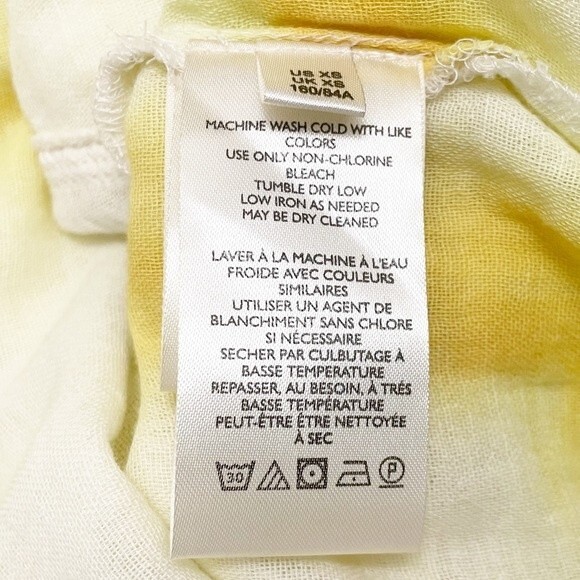 US XS
UK XS
160/84A
MACHINE WASH COLD WITH LIKE
COLORS
USE ONLY NON-CHLORINE
BLEACH
TUMBLE DRY LOW
LOW IRON AS NEEDED
MAY BE DRY CLEANED
LAVER À LA MACHINE À L'EAU
FROIDE AVEC COULEURS
SIMILAIRES
UTILISER UN AGENT DE
BLANCHIMENT SANS CHLORE
SI NÉCESSAIRE
SECHER PAR CULBUTAGE À
BASSE TEMPERATURE
REPASSER, AU BESOIN, À TRÉS
BASSE TEMPÉRATURE
PEUT-ÊTRE ÊTRE NETTOYÉE
À SEC
30 P